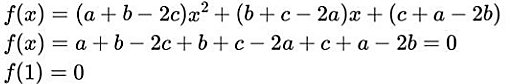 f(x) = (a + b − 2c)x² + (b + c − 2a)x + (c + a − 2b)
f(x) = a + b − 2c + b + c − 2a + c + a − 2b = 0
f(1) = 0